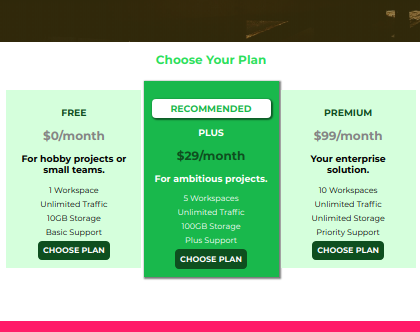 Choose Your Plan
FREE
$0/month
For hobby projects or
small teams.
1 Workspace
Unlimited Traffic
10GB Storage
Basic Support
CHOOSE PLAN
RECOMMENDED
PLUS
$29/month
For ambitious projects.
5 Workspaces
Unlimited Traffic
100GB Storage
Plus Support
CHOOSE PLAN
PREMIUM
$99/month
Your enterprise
solution.
10 Workspaces
Unlimited Traffic
Unlimited Storage
Priority Support
CHOOSE PLAN